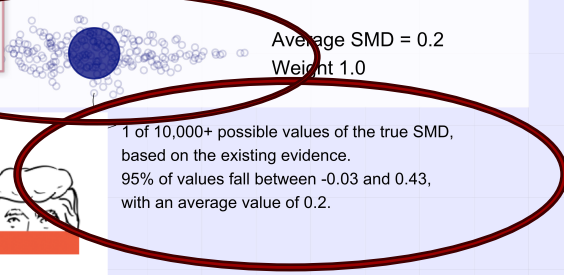 Average SMD = 0.2
Weight 1.0
1 of 10,000+ possible values of the true SMD,
based on the existing evidence.
95% of values fall between -0.03 and 0.43,
with an average value of 0.2.